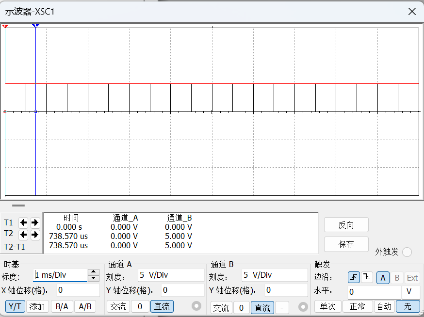 示波器-XSC1
T1
T2
T2-T1
时间 通道_A 通道_B
0.000 s 0.000 V 0.000 V
738.570 us 0.000 V 5.000 V
738.570 us 0.000 V 5.000 V
反向
保存
外触发
时基 通道 A 通道 B 触发
标度: 1 ms/Div 刻度: 5 V/Div 刻度: 5 V/Div 边沿: A B Ext
X 轴位移(格): 0 Y 轴位移(格): 0 Y 轴位移(格): 0 水平: 0 V
Y/T 添加 B/A A/B 交流 0 直流 交流 0 直流 单次 正常 自动 无